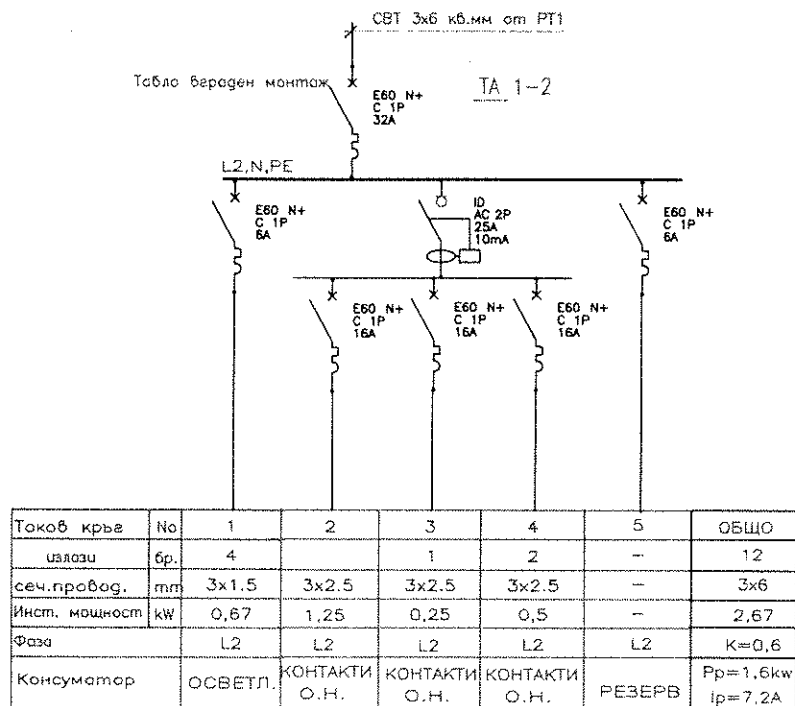 СВТ 3x6 кв.мм от РТ1
Табло вграден монтаж
ТА 1-2
E60 N+
C 1P
32A
L2,N,PE
E60 N+
C 1P
6A
ID
AC 2P
25A
10mA
E60 N+
C 1P
6A
E60 N+
C 1P
16A
E60 N+
C 1P
16A
E60 N+
C 1P
16A
Токов кръг No 1 2 3 4 5 ОБЩО
излази бр. 4 1 2 - 12
сеч.провод. mm 3x1.5 3x2.5 3x2.5 3x2.5 - 3x6
Инст. мощност kW 0,67 1,25 0,25 0,5 - 2,67
Фаза L2 L2 L2 L2 L2 K=0,6
Консуматор ОСВЕТЛ. КОНТАКТИ О.Н. КОНТАКТИ О.Н. КОНТАКТИ О.Н. РЕЗЕРВ Pp=1,6kw Ip=7,2A